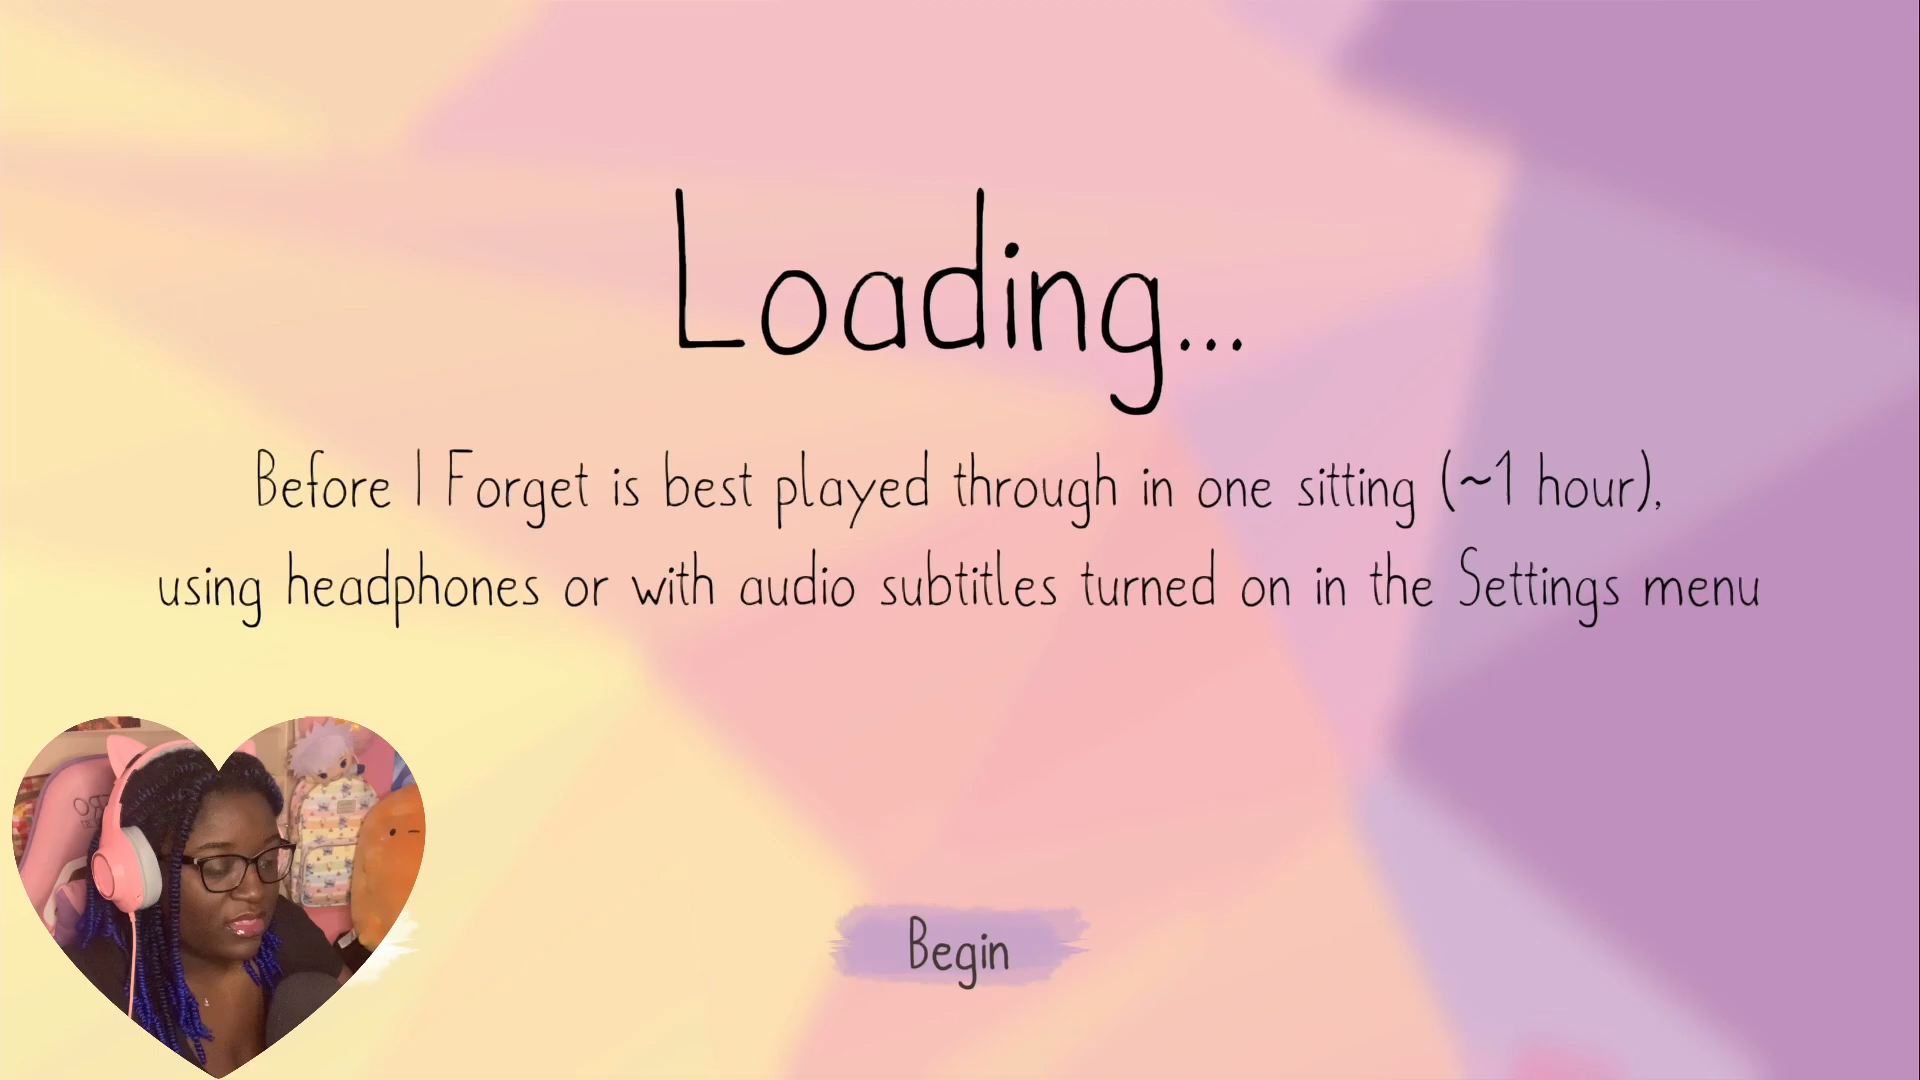 Loading...
Before I Forget is best played through in one sitting (~1 hour),
using headphones or with audio subtitles turned on in the Settings menu
Begin